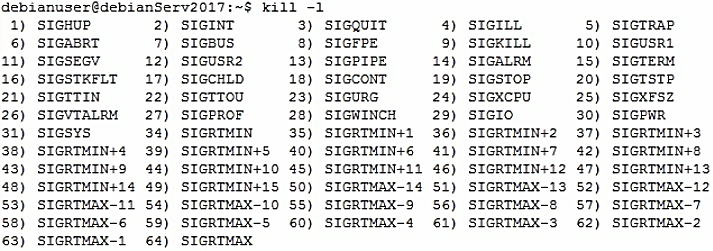 debianuser@debianServ2017:~$ kill -l
 1) SIGHUP 2) SIGINT 3) SIGQUIT 4) SIGILL 5) SIGTRAP
 6) SIGABRT 7) SIGBUS 8) SIGFPE 9) SIGKILL 10) SIGUSR1
11) SIGSEGV 12) SIGUSR2 13) SIGPIPE 14) SIGALRM 15) SIGTERM
16) SIGSTKFLT 17) SIGCHLD 18) SIGCONT 19) SIGSTOP 20) SIGTSTP
21) SIGTTIN 22) SIGTTOU 23) SIGURG 24) SIGXCPU 25) SIGXFSZ
26) SIGVTALRM 27) SIGPROF 28) SIGWINCH 29) SIGIO 30) SIGPWR
31) SIGSYS 34) SIGRTMIN 35) SIGRTMIN+1 36) SIGRTMIN+2 37) SIGRTMIN+3
38) SIGRTMIN+4 39) SIGRTMIN+5 40) SIGRTMIN+6 41) SIGRTMIN+7 42) SIGRTMIN+8
43) SIGRTMIN+9 44) SIGRTMIN+10 45) SIGRTMIN+11 46) SIGRTMIN+12 47) SIGRTMIN+13
48) SIGRTMIN+14 49) SIGRTMIN+15 50) SIGRTMAX-14 51) SIGRTMAX-13 52) SIGRTMAX-12
53) SIGRTMAX-11 54) SIGRTMAX-10 55) SIGRTMAX-9 56) SIGRTMAX-8 57) SIGRTMAX-7
58) SIGRTMAX-6 59) SIGRTMAX-5 60) SIGRTMAX-4 61) SIGRTMAX-3 62) SIGRTMAX-2
63) SIGRTMAX-1 64) SIGRTMAX